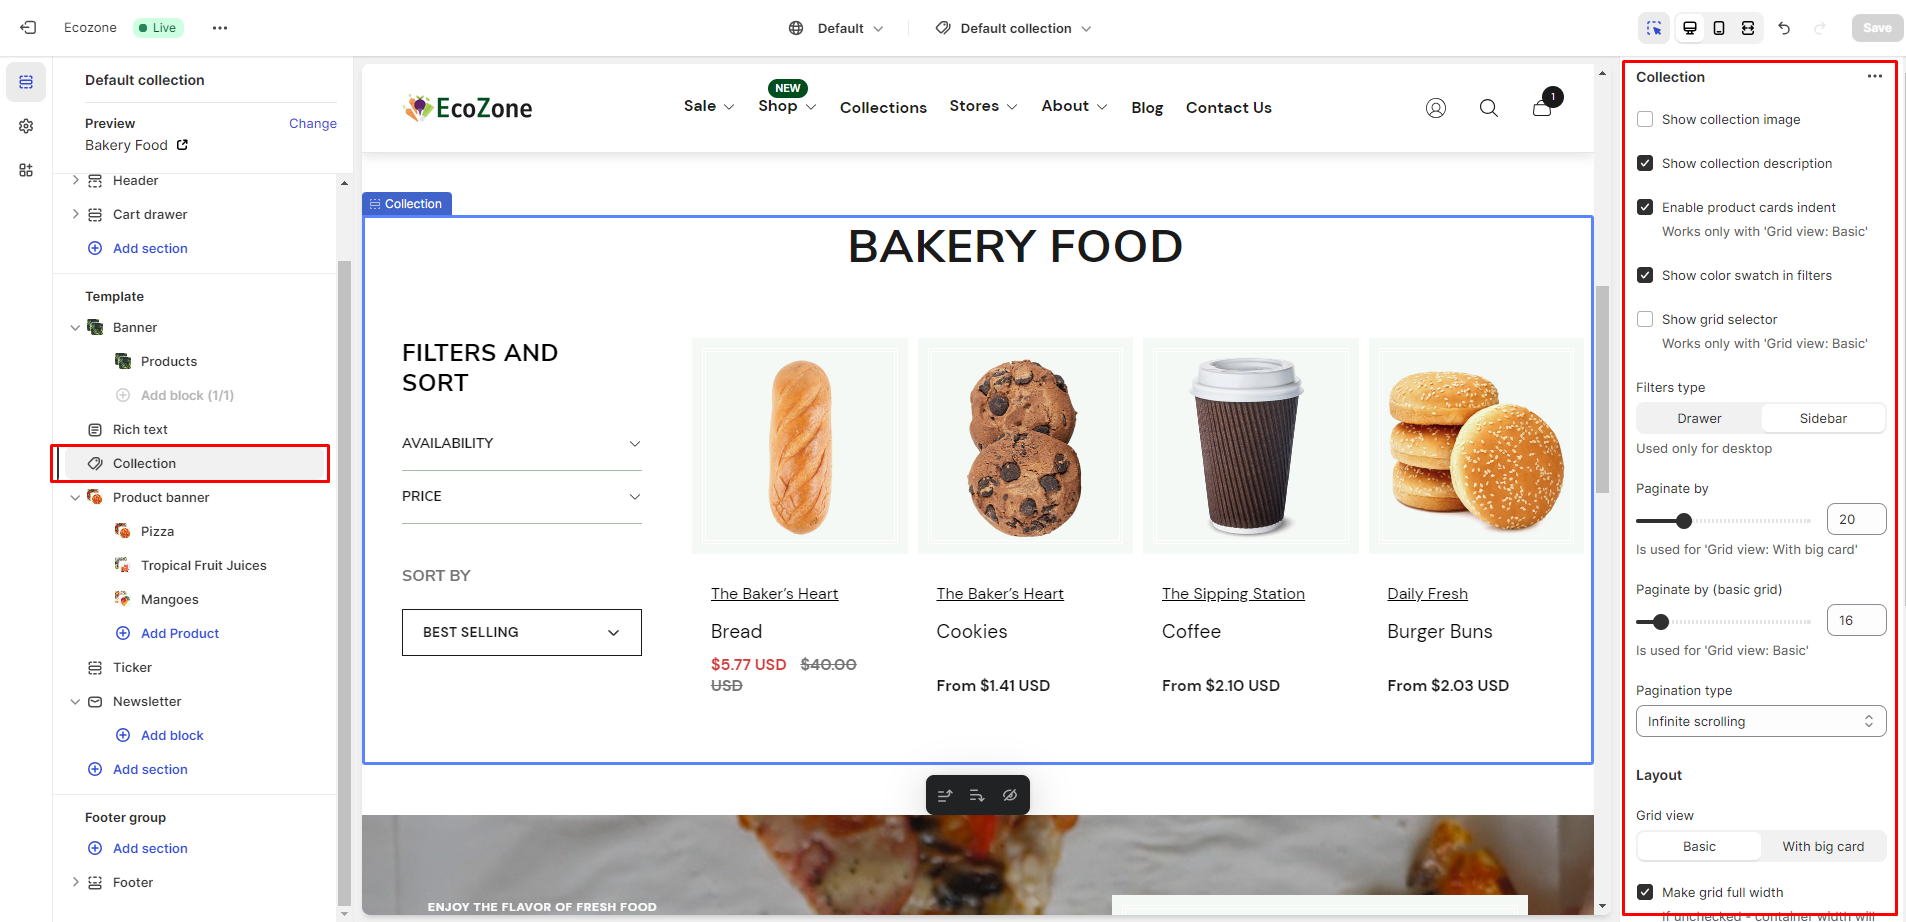 Ecozone
Live
Default
Default collection
Save
Default collection
Preview
Change
Bakery Food
Header
Cart drawer
Add section
Template
Banner
Products
Add block (1/1)
Rich text
Collection
Product banner
Pizza
Tropical Fruit Juices
Mangoes
Add Product
Ticker
Newsletter
Add block
Add section
Footer group
Add section
Footer
EcoZone
Sale
NEW
Shop
Collections
Stores
About
Blog
Contact Us
1
Collection
BAKERY FOOD
FILTERS AND
SORT
AVAILABILITY
PRICE
SORT BY
BEST SELLING
The Baker's Heart
Bread
$5.77 USD $40.00
USD
The Baker's Heart
Cookies
From $1.41 USD
The Sipping Station
Coffee
From $2.10 USD
Daily Fresh
Burger Buns
From $2.03 USD
ENJOY THE FLAVOR OF FRESH FOOD
Collection
Show collection image
Show collection description
Enable product cards indent
Works only with 'Grid view: Basic'
Show color swatch in filters
Show grid selector
Works only with 'Grid view: Basic'
Filters type
Drawer
Sidebar
Used only for desktop
Paginate by
20
Is used for 'Grid view: With big card'
Paginate by (basic grid)
16
Is used for 'Grid view: Basic'
Pagination type
Infinite scrolling
Layout
Grid view
Basic
With big card
Make grid full width
If unchecked - container width will